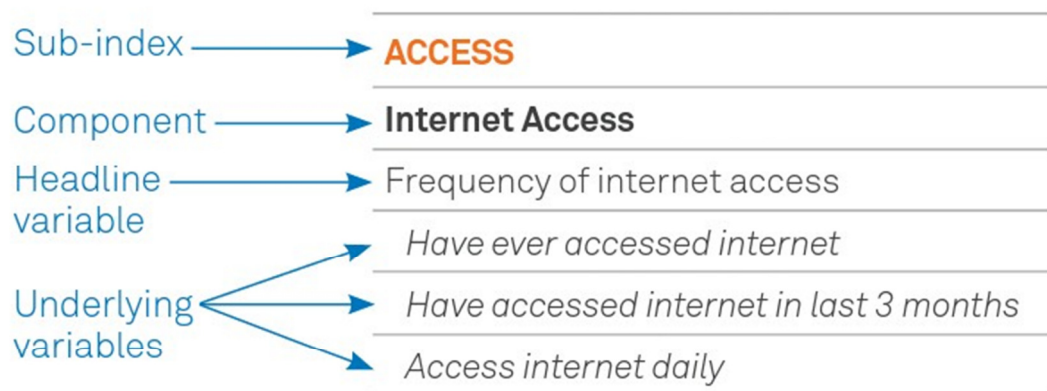 Sub-index
ACCESS
Component
Internet Access
Headline
variable
Frequency of internet access
Have ever accessed internet
Underlying
variables
Have accessed internet in last 3 months
Access internet daily